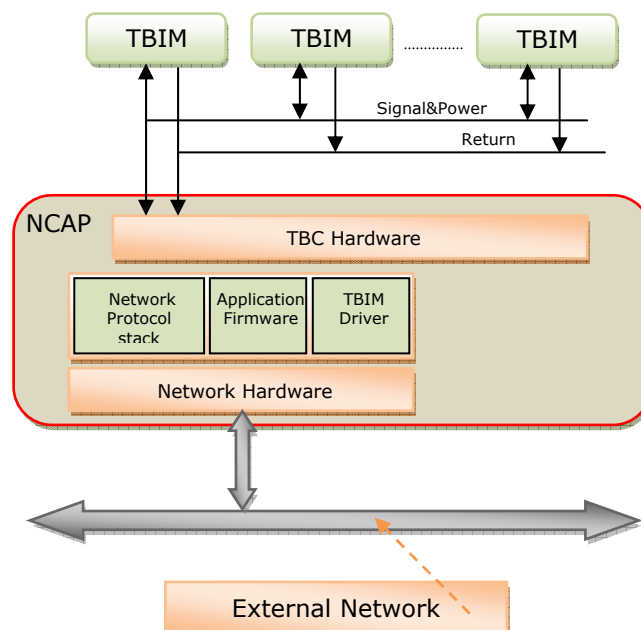 TBIM
TBIM
..............
TBIM
Signal&Power
Return
NCAP
TBC Hardware
Network
Protocol
stack
Application
Firmware
TBIM
Driver
Network Hardware
External Network